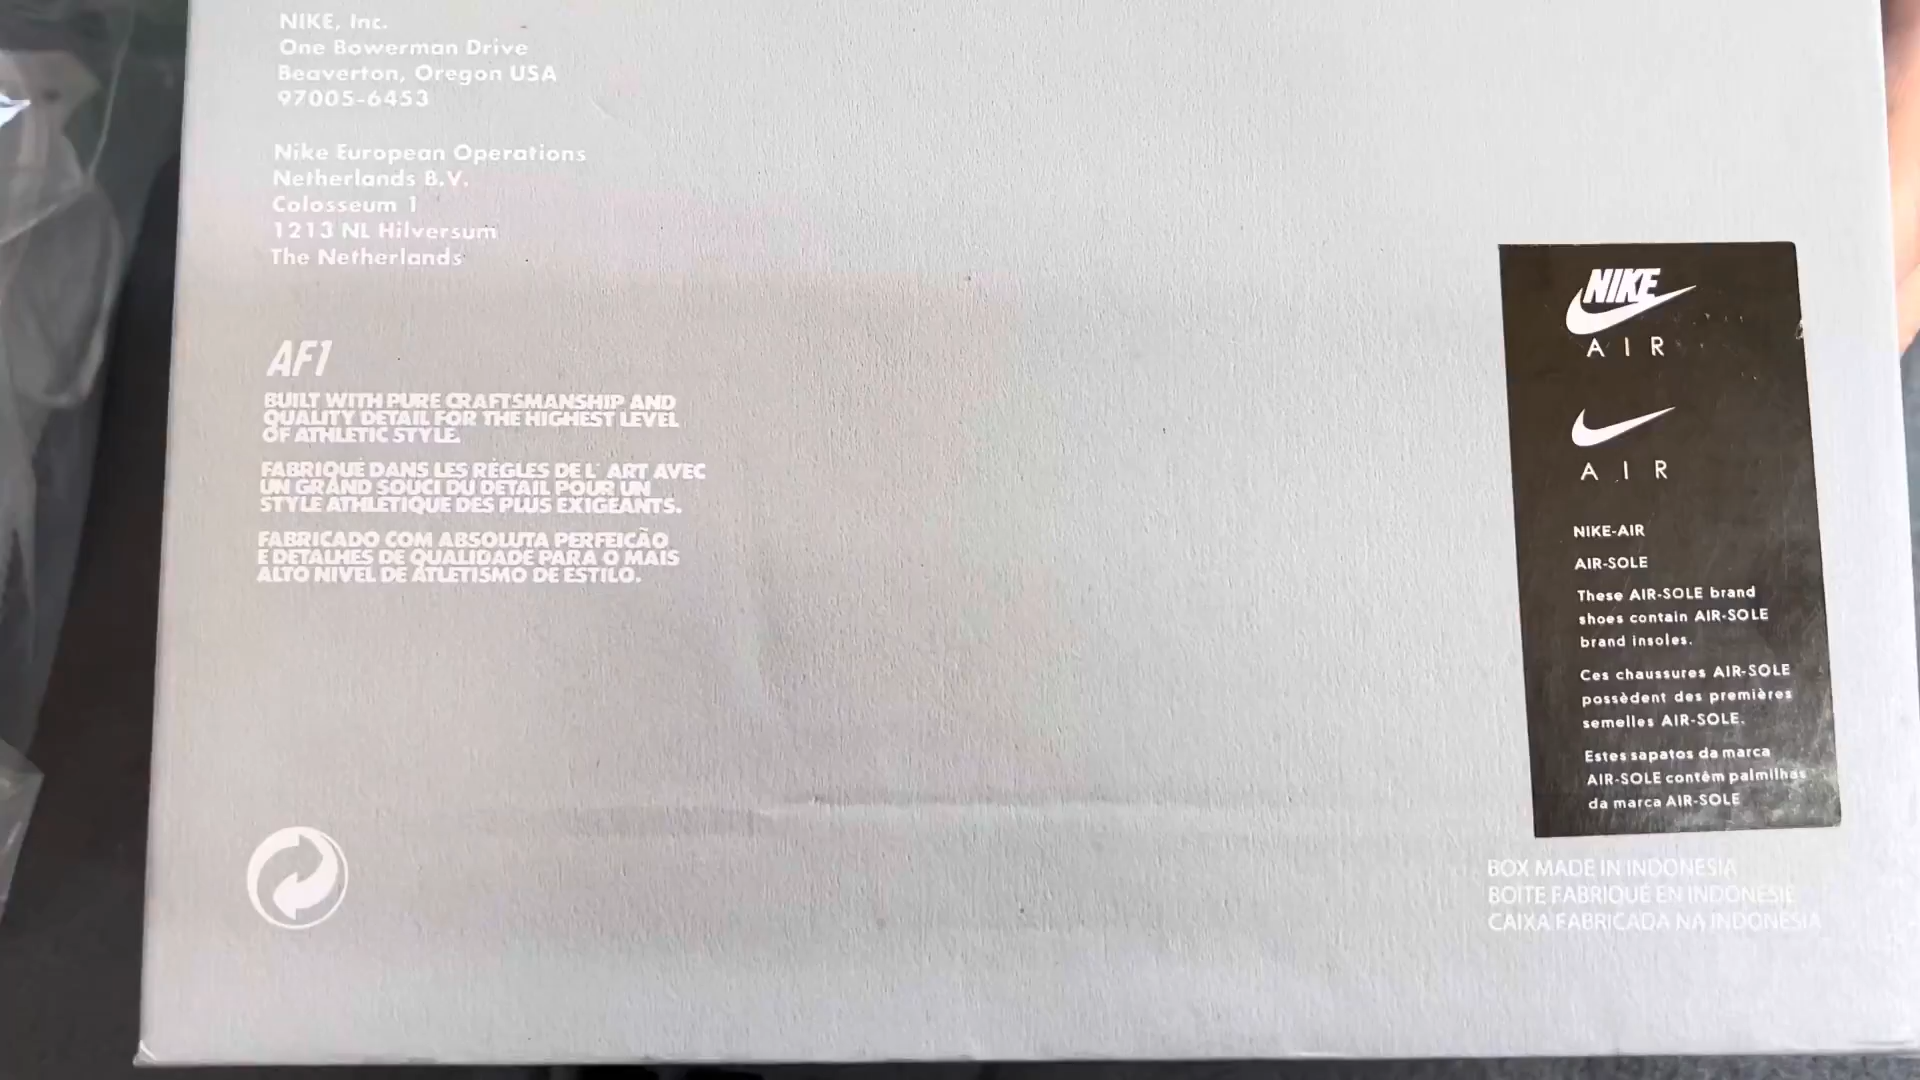 NIKE, Inc.
One Bowerman Drive
Beaverton, Oregon USA
97005-6453
Nike European Operations
Netherlands B.V.
Colosseum 1
1213 NL Hilversum
The Netherlands
AF1
BUILT WITH PURE CRAFTSMANSHIP AND
QUALITY DETAIL FOR THE HIGHEST LEVEL
OF ATHLETIC STYLE.
FABRIQUÉ DANS LES RÈGLES DE L' ART AVEC
UN GRAND SOUCI DU DETAIL POUR UN
STYLE ATHLETIQUE DES PLUS EXIGEANTS.
FABRICADO COM ABSOLUTA PERFEIÇÃO
E DETALHES DE QUALIDADE PARA O MAIS
ALTO NIVEL DE ATLETISMO DE ESTILO.
NIKE
AIR
AIR
NIKE-AIR
AIR-SOLE
These AIR-SOLE brand
shoes contain AIR-SOLE
brand insoles.
Ces chaussures AIR-SOLE
possèdent des premières
semelles AIR-SOLE.
Estes sapatos da marca
AIR-SOLE contêm palmilhas
da marca AIR-SOLE
BOX MADE IN INDONESIA
BOITE FABRIQUÉ EN INDONESIE
CAIXA FABRICADA NA INDONÉSIA